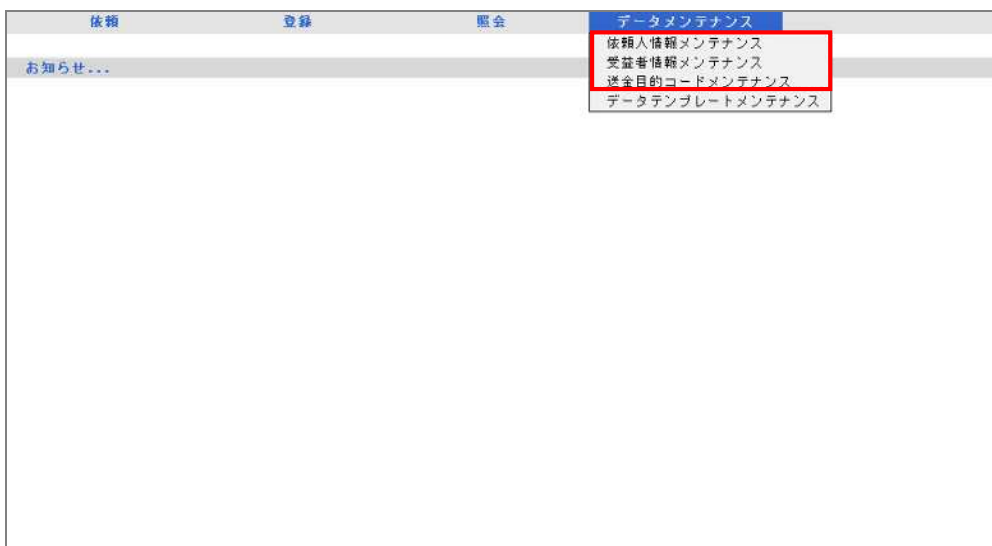 依頼 登録 照会 データメンテナンス
依頼人情報メンテナンス
受益者情報メンテナンス
お知らせ...
送金目的コードメンテナンス
データテンプレートメンテナンス